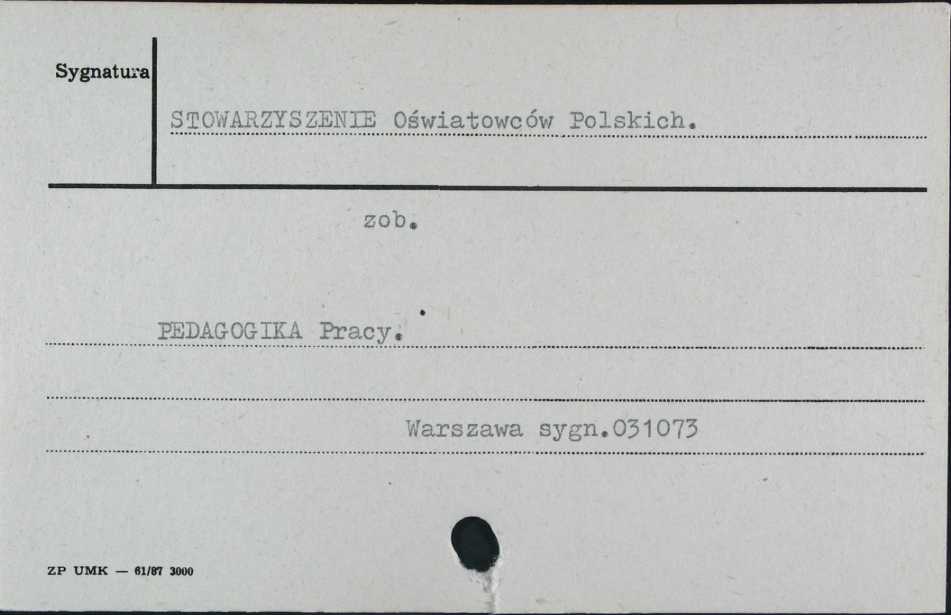 Sygnatura
STOWARZYSZENIE Oświatowców Polskich.
zob.
PEDAGOGIKA Pracy.
Warszawa sygn.031073
ZP UMK — 61/87 3000